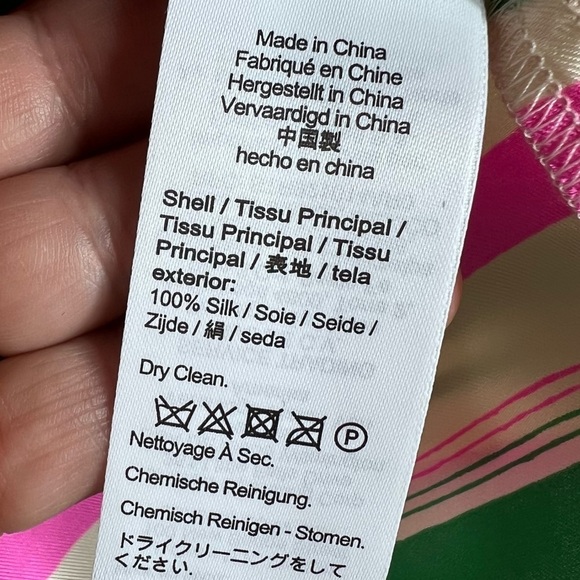 Made in China
Fabriqué en Chine
Hergestellt in China
Vervaardigd in China
中国製
hecho en china
Shell / Tissu Principal /
Tissu Principal / Tissu
Principal / 表地 / tela
exterior:
100% Silk / Soie / Seide /
Zijde / 絹 / seda
Dry Clean.
P
Nettoyage À Sec.
Chemische Reinigung.
Chemisch Reinigen - Stomen.
ドライクリーニングをして
ください.